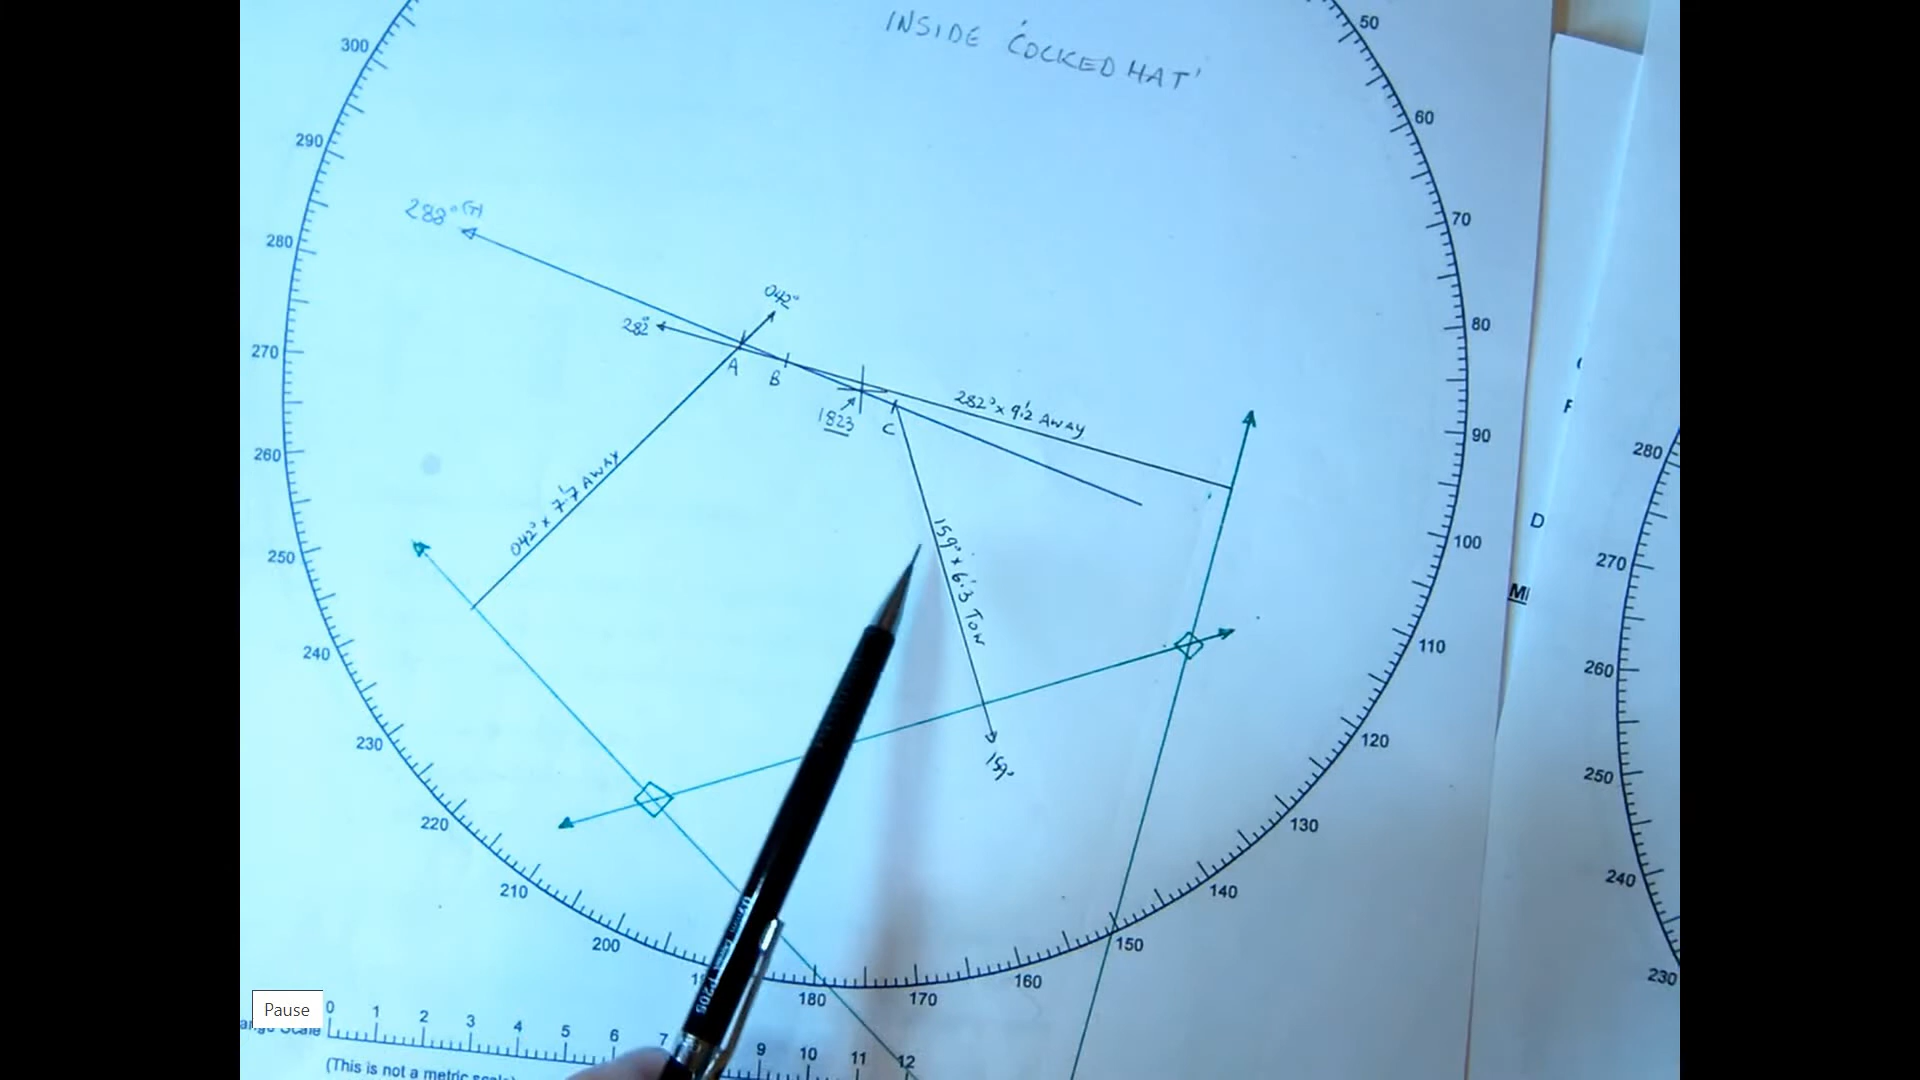 INSIDE 'COCKED HAT'
50
300
60
290
288° (T)
70
280
042°
282°
80
270
A
B
282° x 9.'2 AWAY
1823
C
90
260
042° x 7.'7 AWAY
280
159° x 6.'3 TOW
D
100
250
270
MI
110
240
260
120
230
159°
250
130
220
140
210
240
150
200
160
170
180
230
Pause
0 1 2 3 4 5 6 7 9 10 11 12
Scale
(This is not a metric scale)